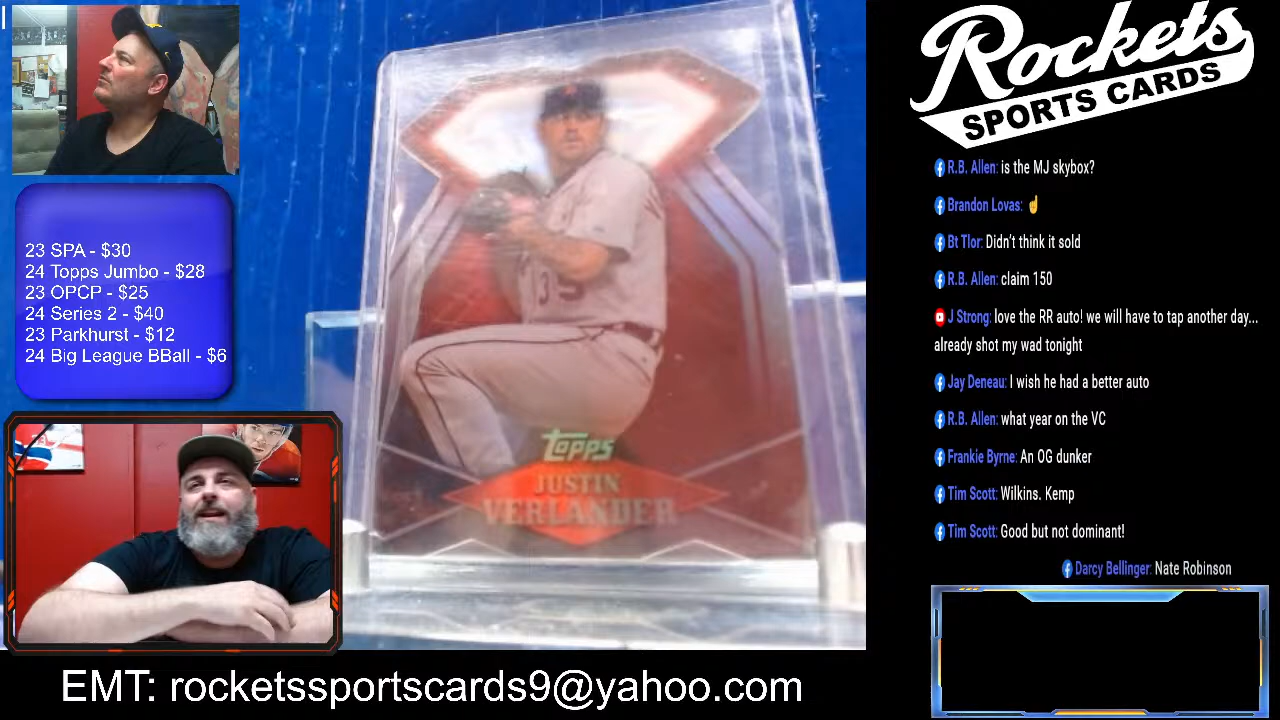 23 SPA - $30
24 Topps Jumbo - $28
23 OPCP - $25
24 Series 2 - $40
23 Parkhurst - $12
24 Big League BBall - $6
35
topps
JUSTIN
VERLANDER
Rockets
SPORTS CARDS
R.B. Allen: is the MJ skybox?
Brandon Lovas: ☝
Bt Tlor: Didn't think it sold
R.B. Allen: claim 150
J Strong: love the RR auto! we will have to tap another day...
already shot my wad tonight
Jay Deneau: I wish he had a better auto
R.B. Allen: what year on the VC
Frankie Byrne: An OG dunker
Tim Scott: Wilkins. Kemp
Tim Scott: Good but not dominant!
Darcy Bellinger: Nate Robinson
EMT: rocketssportscards9@yahoo.com